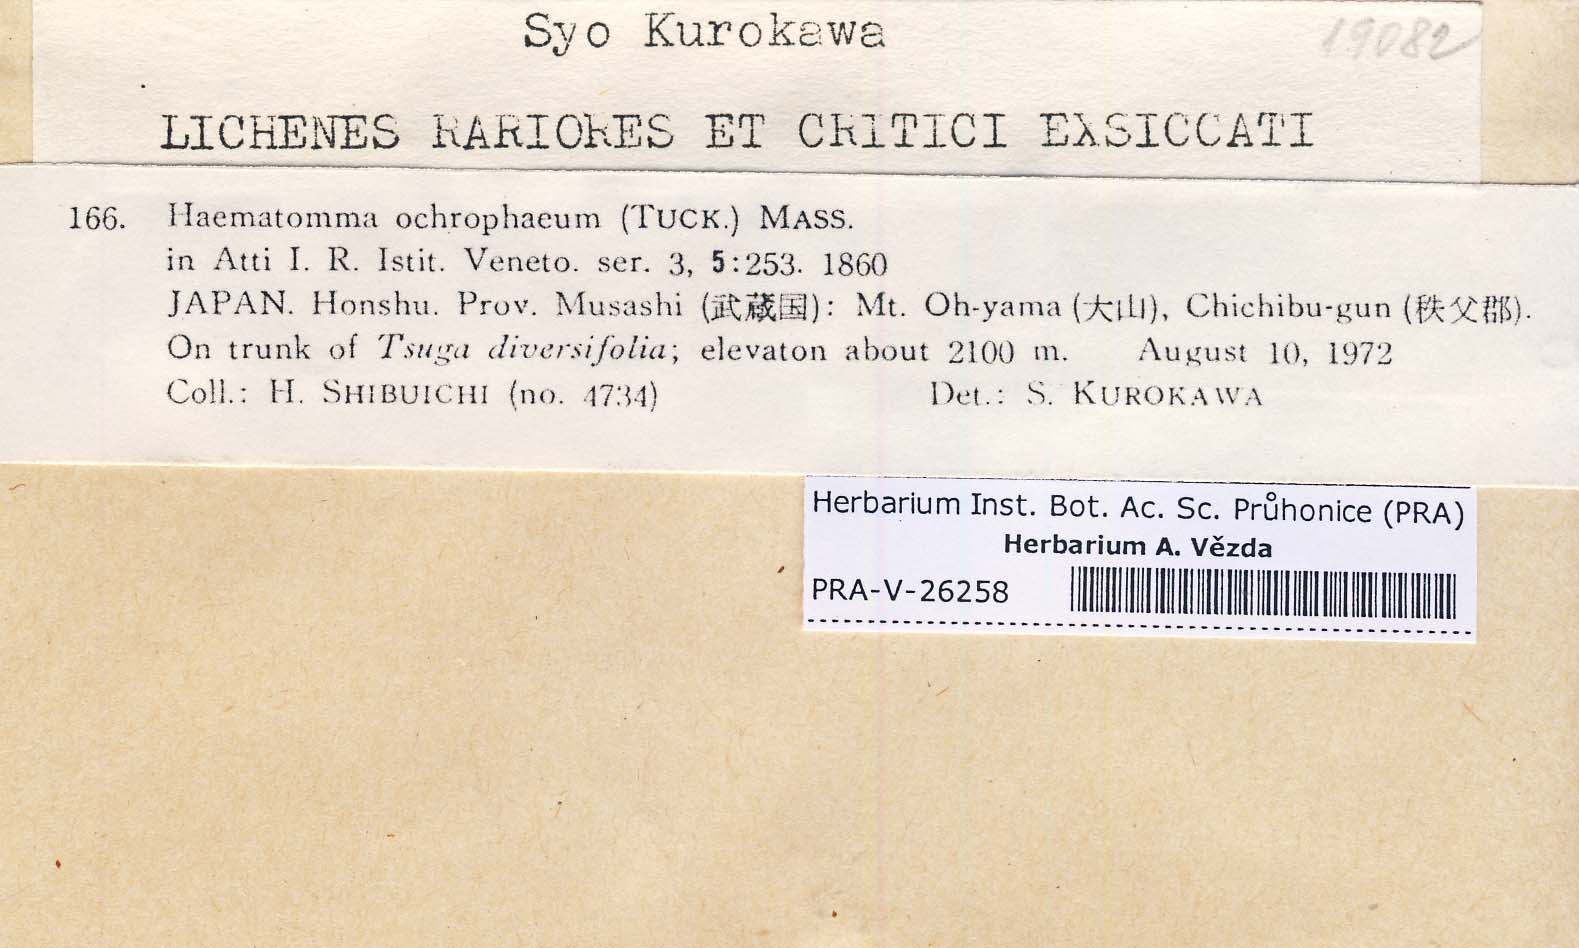 Syo Kurokawa
19082
LICHENES RARIORES ET CRITICI EXSICCATI
166. Haematomma ochrophaeum (TUCK.) MASS.
in Atti I. R. Istit. Veneto. ser. 3, 5:253. 1860
JAPAN. Honshu. Prov. Musashi (武蔵国): Mt. Oh-yama (大山), Chichibu-gun (秩父郡).
On trunk of Tsuga diversifolia; elevaton about 2100 m. August 10, 1972
Coll.: H. SHIBUICHI (no. 4734) Det.: S. KUROKAWA
Herbarium Inst. Bot. Ac. Sc. Průhonice (PRA)
Herbarium A. Vězda
PRA-V-26258